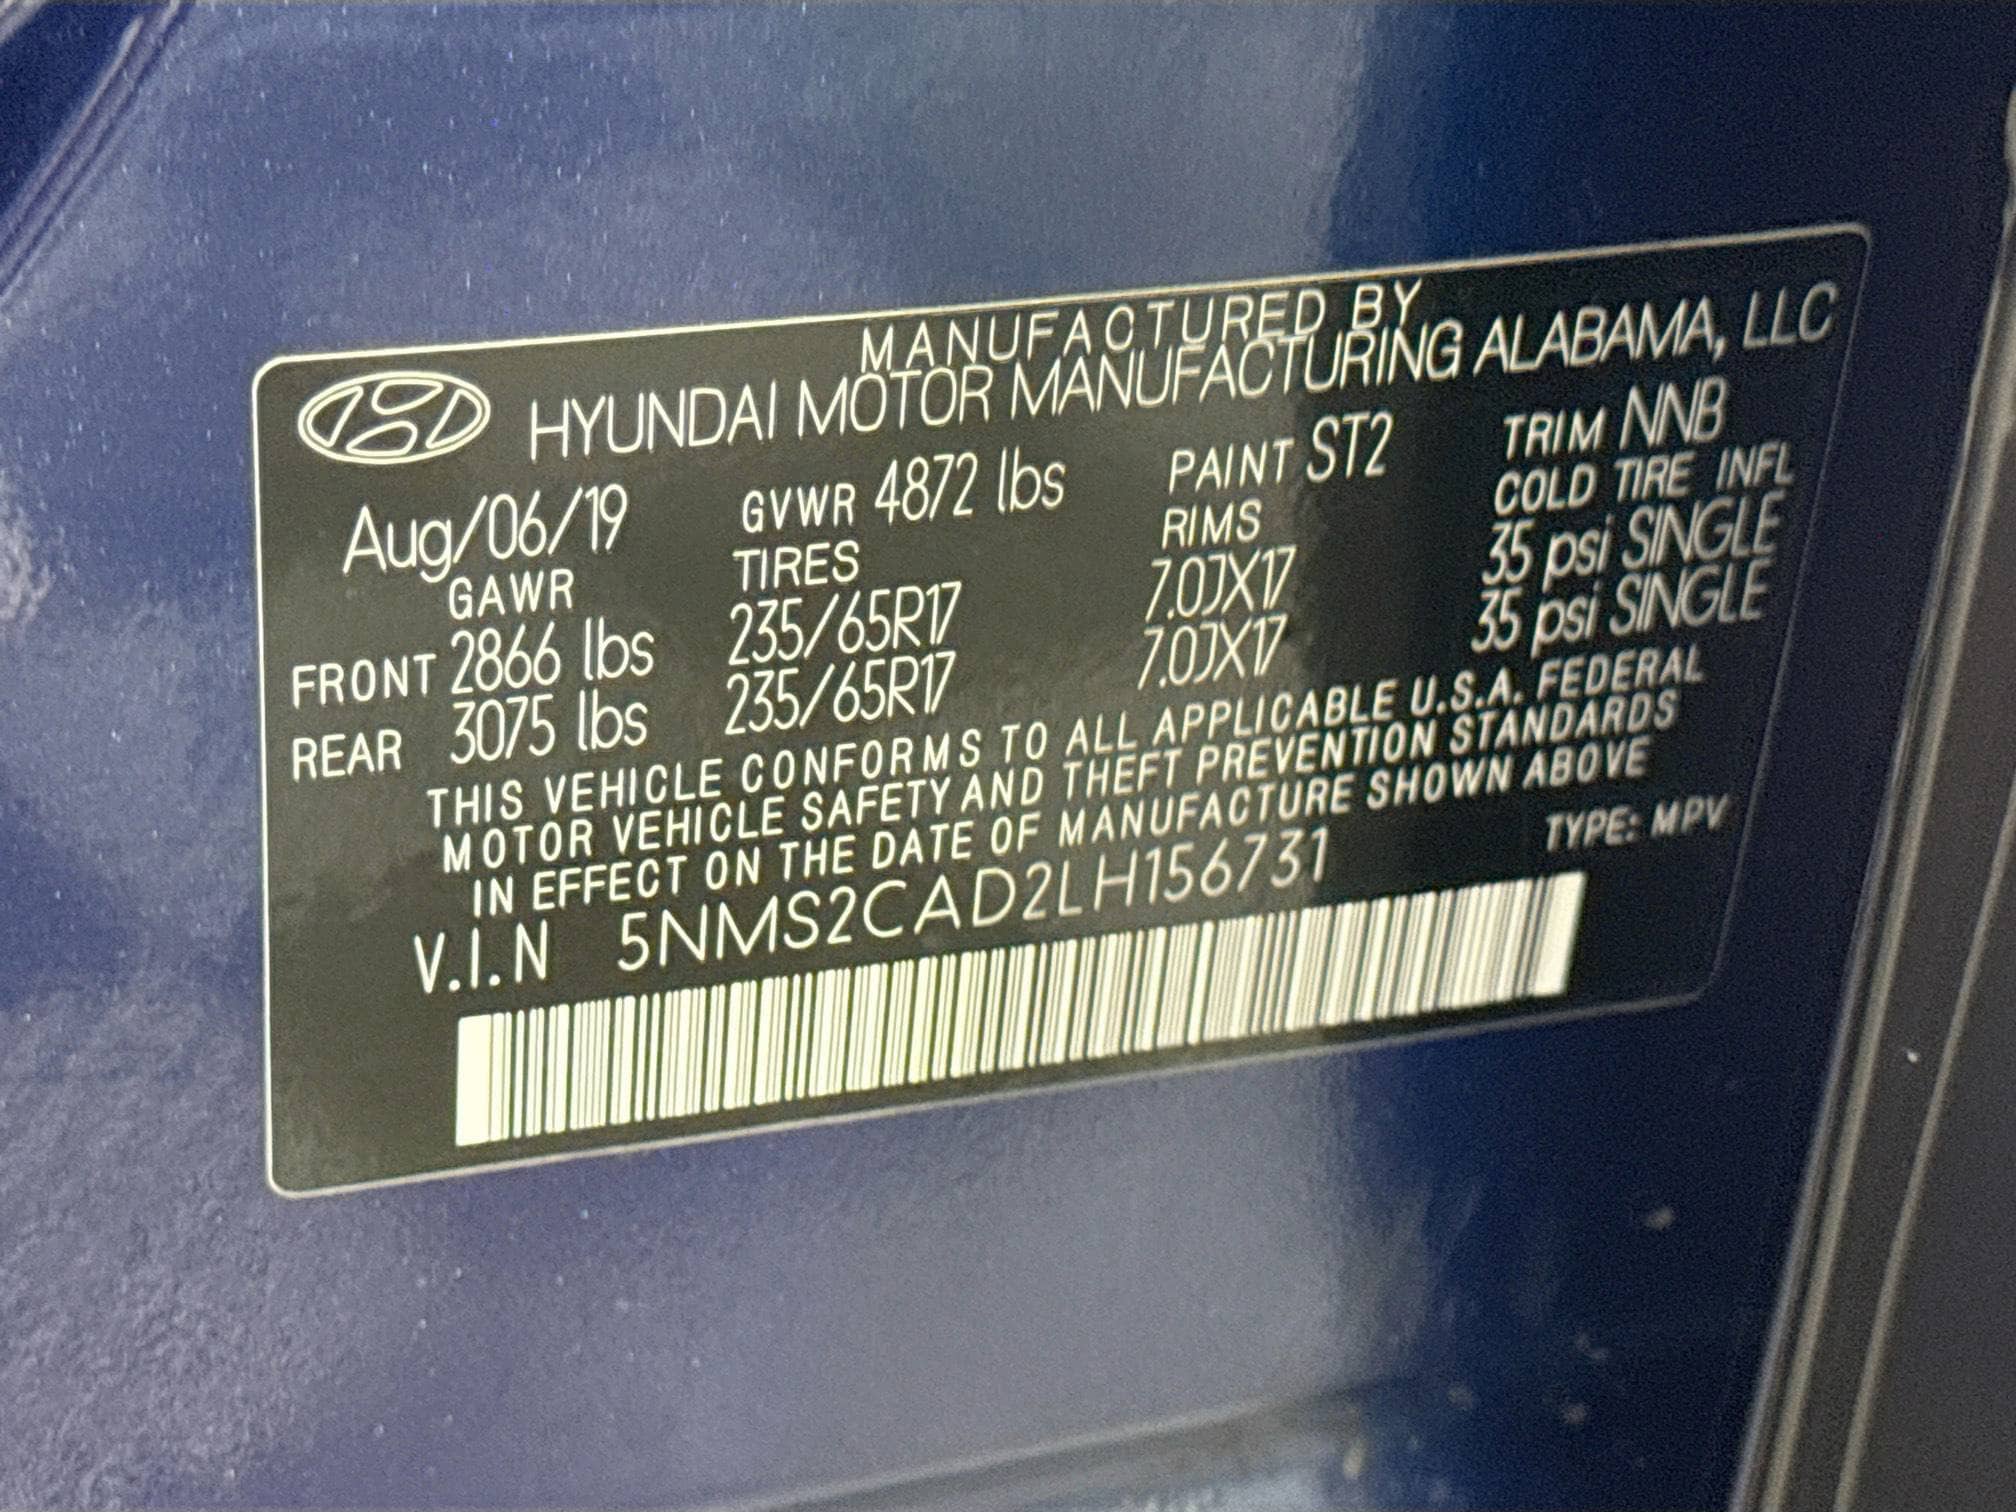 MANUFACTURED BY
HYUNDAI MOTOR MANUFACTURING ALABAMA, LLC
Aug/06/19 GVWR 4872 lbs PAINT ST2 TRIM NNB
GAWR TIRES RIMS COLD TIRE INFL
FRONT 2866 lbs 235/65R17 7.0JX17 35 psi SINGLE
REAR 3075 lbs 235/65R17 7.0JX17 35 psi SINGLE
THIS VEHICLE CONFORMS TO ALL APPLICABLE U.S.A. FEDERAL
MOTOR VEHICLE SAFETY AND THEFT PREVENTION STANDARDS
IN EFFECT ON THE DATE OF MANUFACTURE SHOWN ABOVE
V.I.N 5NMS2CAD2LH156731 TYPE: MPV